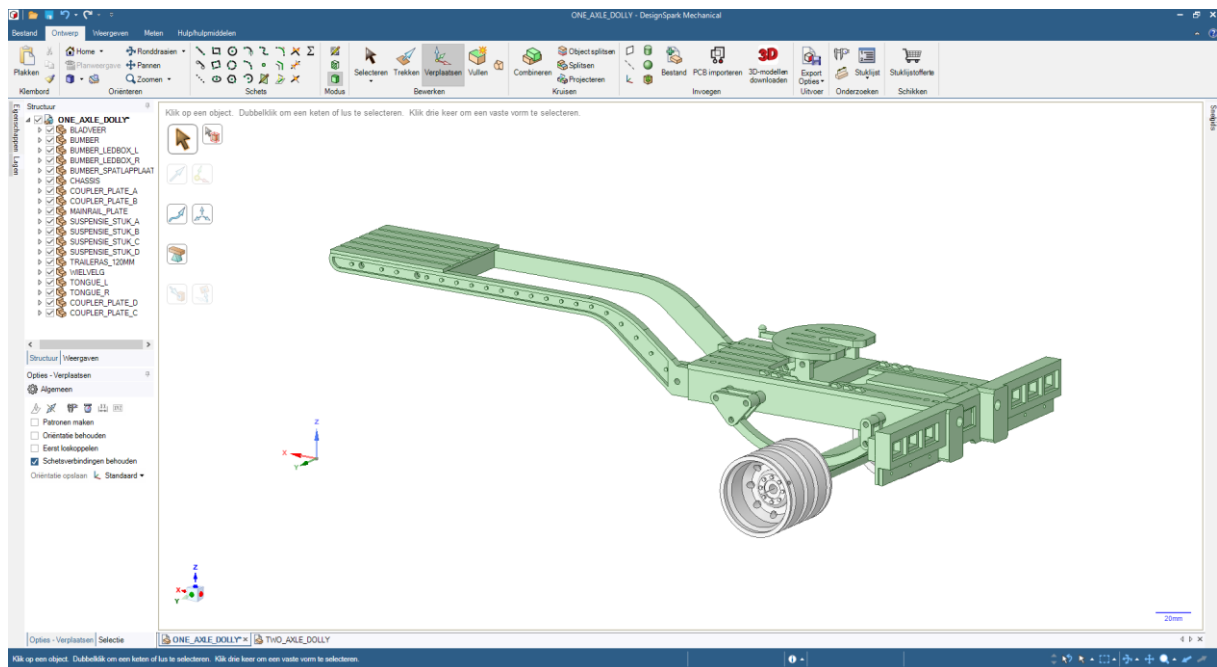 ONE_AXLE_DOLLY - DesignSpark Mechanical
Bestand Ontwerp Weergeven Meten Hulp/hulpmiddelen
Plakken
Home
Planweergave
Ronddraaien
Pannen
Zoomen
Selecteren Trekken Verplaatsen Vullen
Combineren
Object splitsen
Splitsen
Projecteren
Bestand PCB importeren
3D
3D-modellen downloaden
Export Opties
Stuklijst
Stuklijstofferte
Klembord Oriënteren Schets Modus Bewerken Kruisen Invoegen Uitvoer Onderzoeken Schikken
Eigenschappen Lagen
Structuur
ONE_AXLE_DOLLY*
BLADVEER
BUMBER
BUMBER_LEDBOX_L
BUMBER_LEDBOX_R
BUMBER_SPATLAPPLAAT
CHASSIS
COUPLER_PLATE_A
COUPLER_PLATE_B
MAINRAIL_PLATE
SUSPENSIE_STUK_A
SUSPENSIE_STUK_B
SUSPENSIE_STUK_C
SUSPENSIE_STUK_D
TRAILERAS_120MM
WIELVELG
TONGUE_L
TONGUE_R
COUPLER_PLATE_D
COUPLER_PLATE_C
Structuur Weergaven
Opties - Verplaatsen
Algemeen
Patronen maken
Oriëntatie behouden
Eerst loskoppelen
Schetsverbindingen behouden
Oriëntatie opslaan Standaard
Opties - Verplaatsen Selectie
Klik op een object. Dubbelklik om een keten of lus te selecteren. Klik drie keer om een vaste vorm te selecteren.
Z
X
Y
Z
X
Y
20mm
ONE_AXLE_DOLLY* TWO_AXLE_DOLLY
Klik op een object. Dubbelklik om een keten of lus te selecteren. Klik drie keer om een vaste vorm te selecteren.